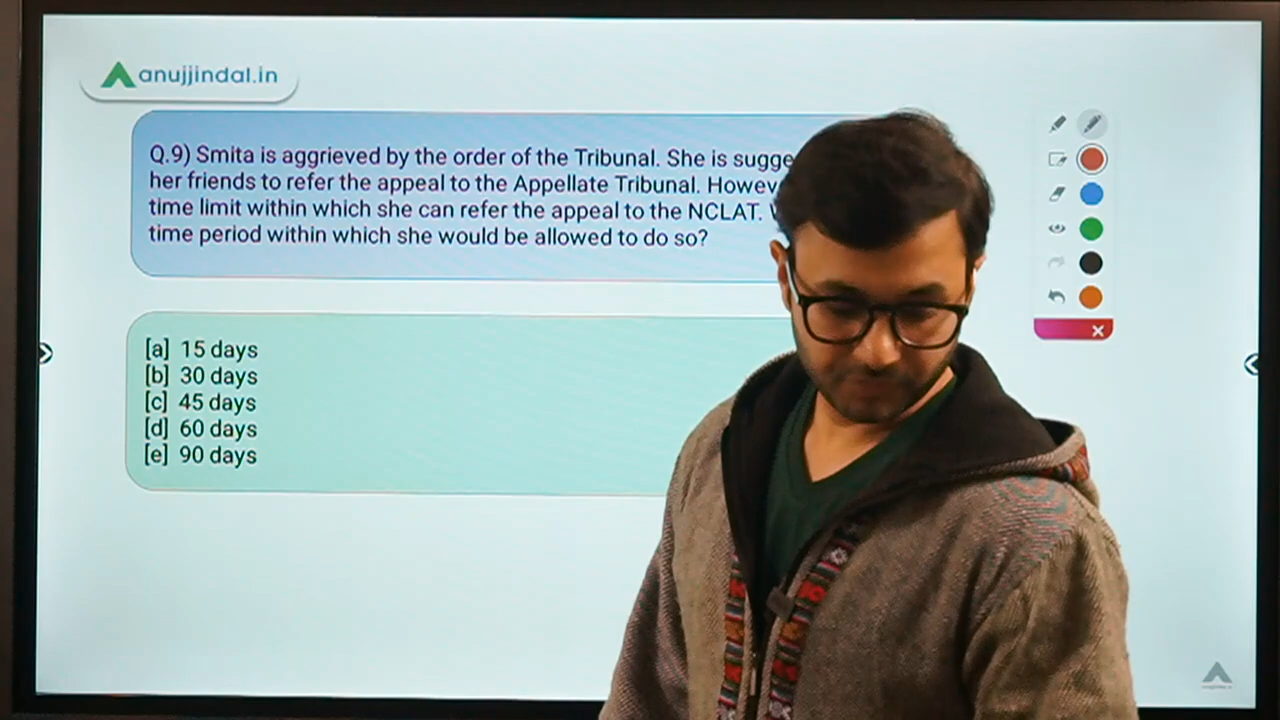 anujjindal.in
Q.9) Smita is aggrieved by the order of the Tribunal. She is
her friends to refer the appeal to the Appellate Tribunal.
time limit within which she can refer the appeal to the NCLAT.
time period within which she would be allowed to do so?
[a] 15 days
[b] 30 days
[c] 45 days
[d] 60 days
[e] 90 days